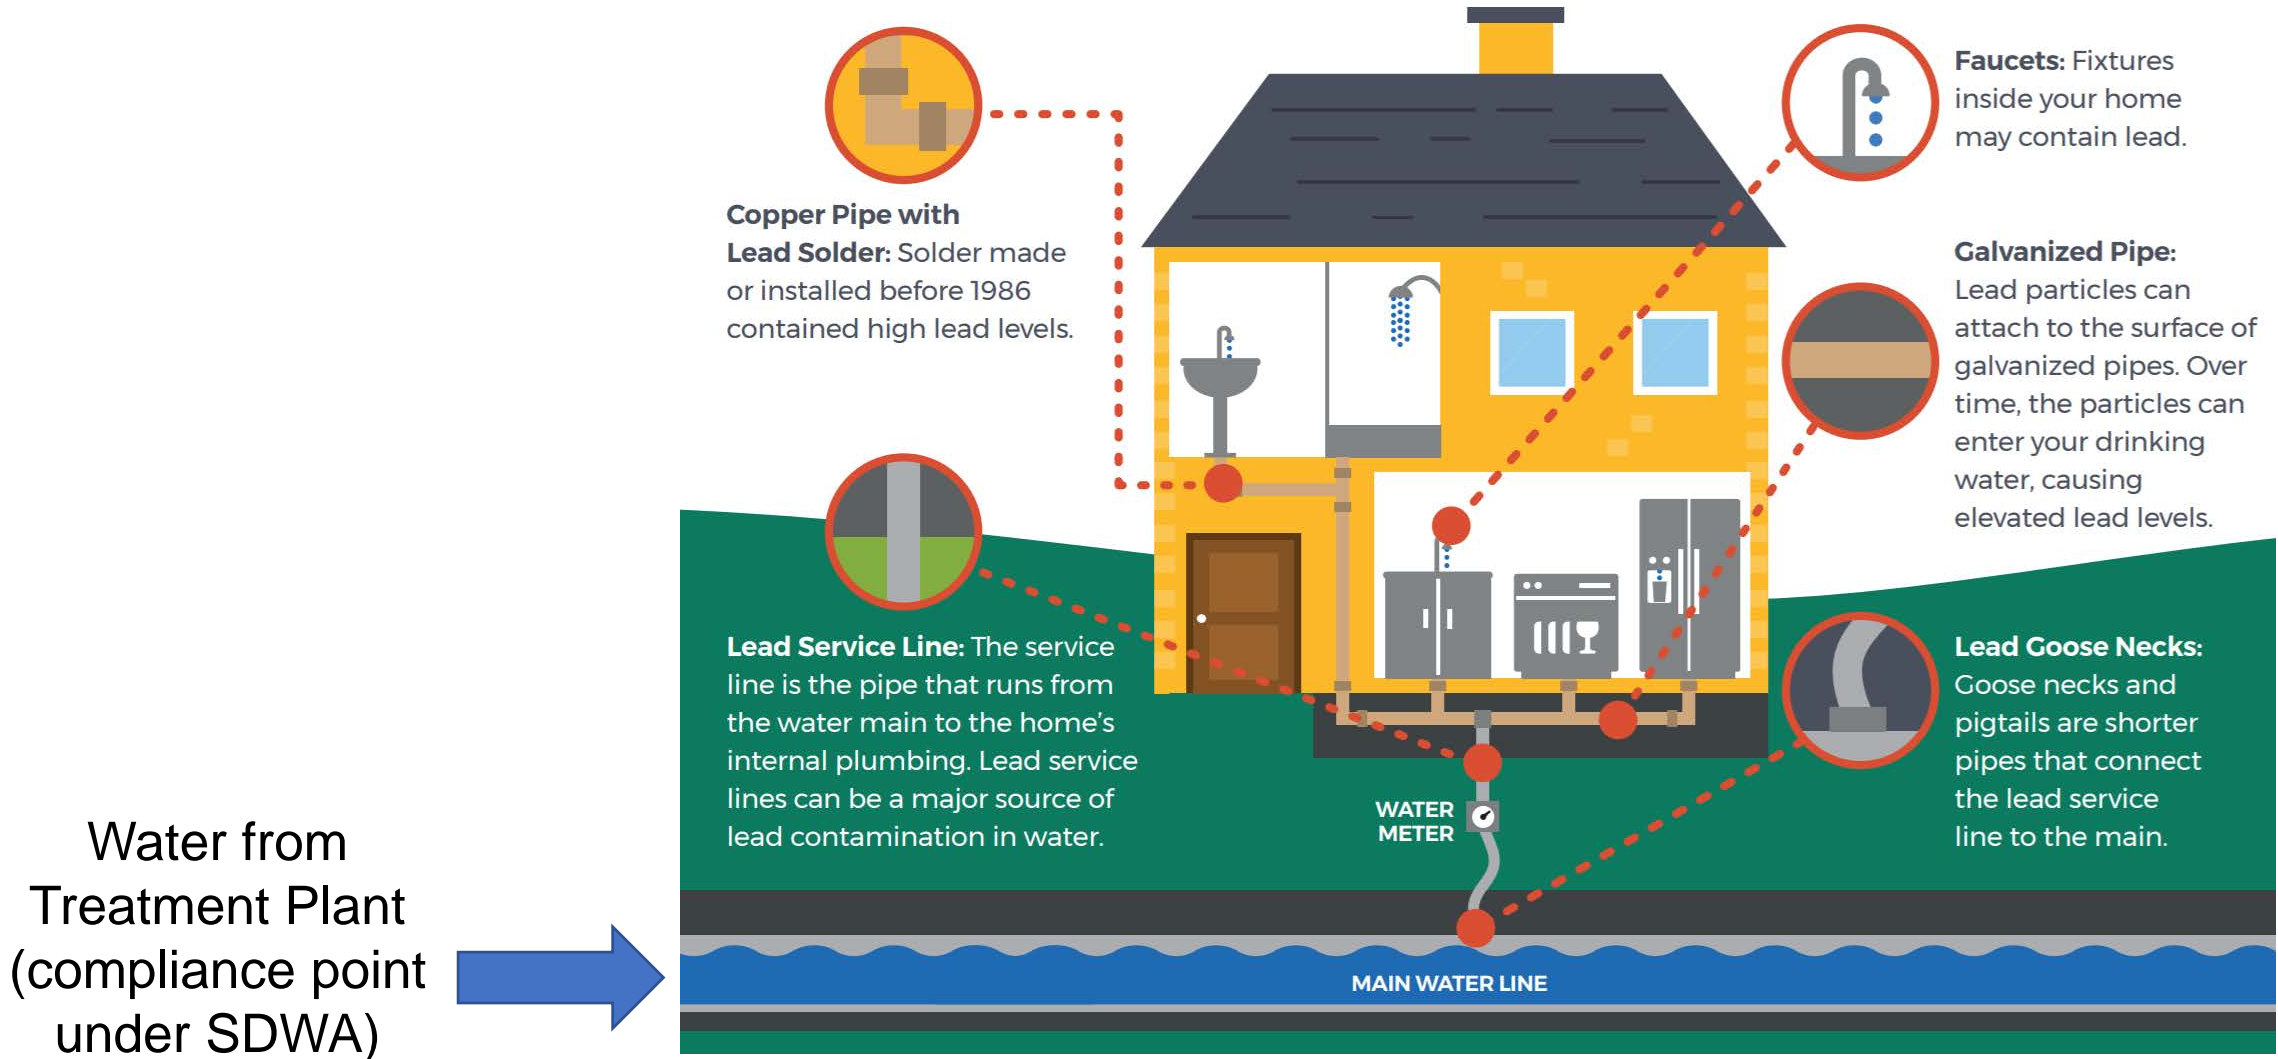 Copper Pipe with
Lead Solder: Solder made
or installed before 1986
contained high lead levels.
Faucets: Fixtures
inside your home
may contain lead.
Galvanized Pipe:
Lead particles can
attach to the surface of
galvanized pipes. Over
time, the particles can
enter your drinking
water, causing
elevated lead levels.
Lead Service Line: The service
line is the pipe that runs from
the water main to the home's
internal plumbing. Lead service
lines can be a major source of
lead contamination in water.
Lead Goose Necks:
Goose necks and
pigtails are shorter
pipes that connect
the lead service
line to the main.
WATER
METER
Water from
Treatment Plant
(compliance point
under SDWA)
MAIN WATER LINE